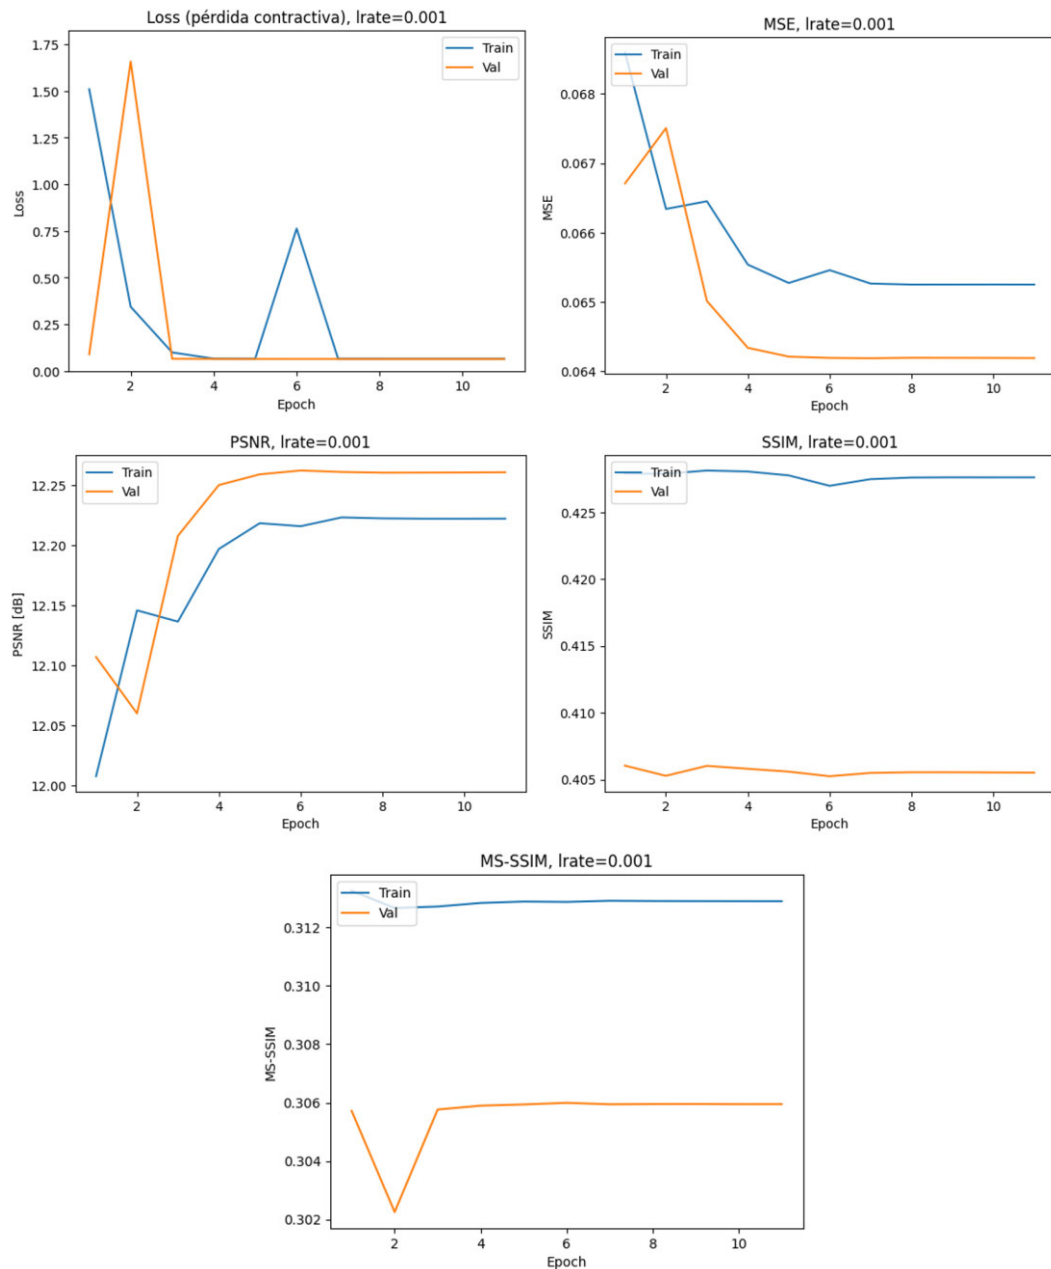 Loss (pérdida contractiva), lrate=0.001
1.75
1.50
1.25
1.00
0.75
0.50
0.25
0.00
Loss
2
4
6
8
10
Epoch
Train
Val
MSE, lrate=0.001
0.068
0.067
0.066
0.065
0.064
MSE
2
4
6
8
10
Epoch
Train
Val
PSNR, lrate=0.001
12.25
12.20
12.15
12.10
12.05
12.00
PSNR [dB]
2
4
6
8
10
Epoch
Train
Val
SSIM, lrate=0.001
0.425
0.420
0.415
0.410
0.405
SSIM
2
4
6
8
10
Epoch
Train
Val
MS-SSIM, lrate=0.001
0.312
0.310
0.308
0.306
0.304
0.302
MS-SSIM
2
4
6
8
10
Epoch
Train
Val